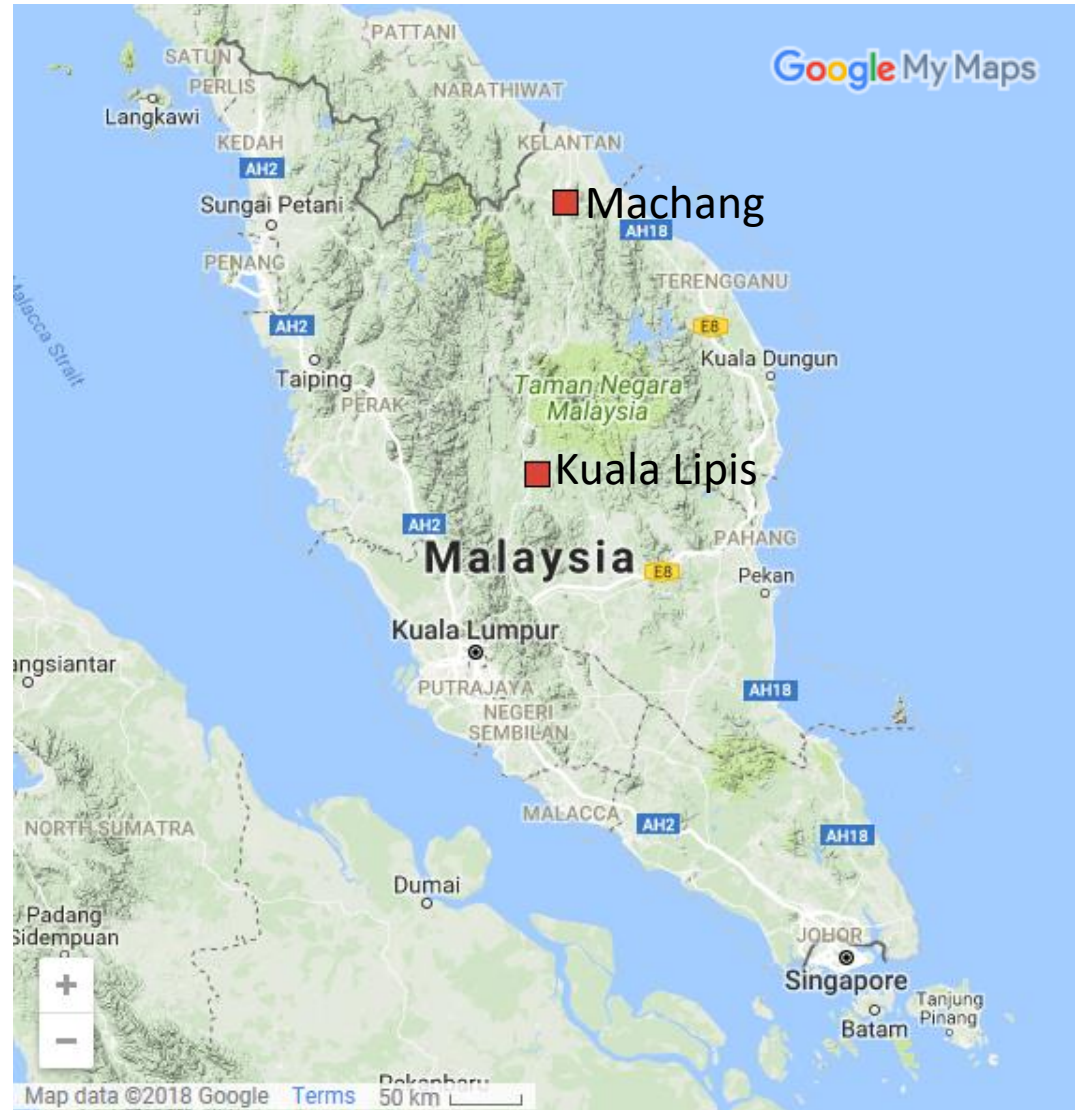 PATTANI
SATUN
Google My Maps
PERLIS
NARATHIWAT
Langkawi
KEDAH
KELANTAN
AH2
Machang
Sungai Petani
AH18
PENANG
TERENGGANU
Malacca Strait
AH2
E8
Kuala Dungun
Taiping
Taman Negara
Malaysia
PERAK
Kuala Lipis
AH2
PAHANG
Malaysia
E8
Pekan
Kuala Lumpur
angsiantar
PUTRAJAYA
AH18
NEGERI
SEMBILAN
MALACCA
AH2
NORTH SUMATRA
AH18
Dumai
Padang
Sidempuan
JOHOR
Singapore
+
Tanjung
Pinang
Batam
−
Pekanbaru
Map data ©2018 Google Terms 50 km